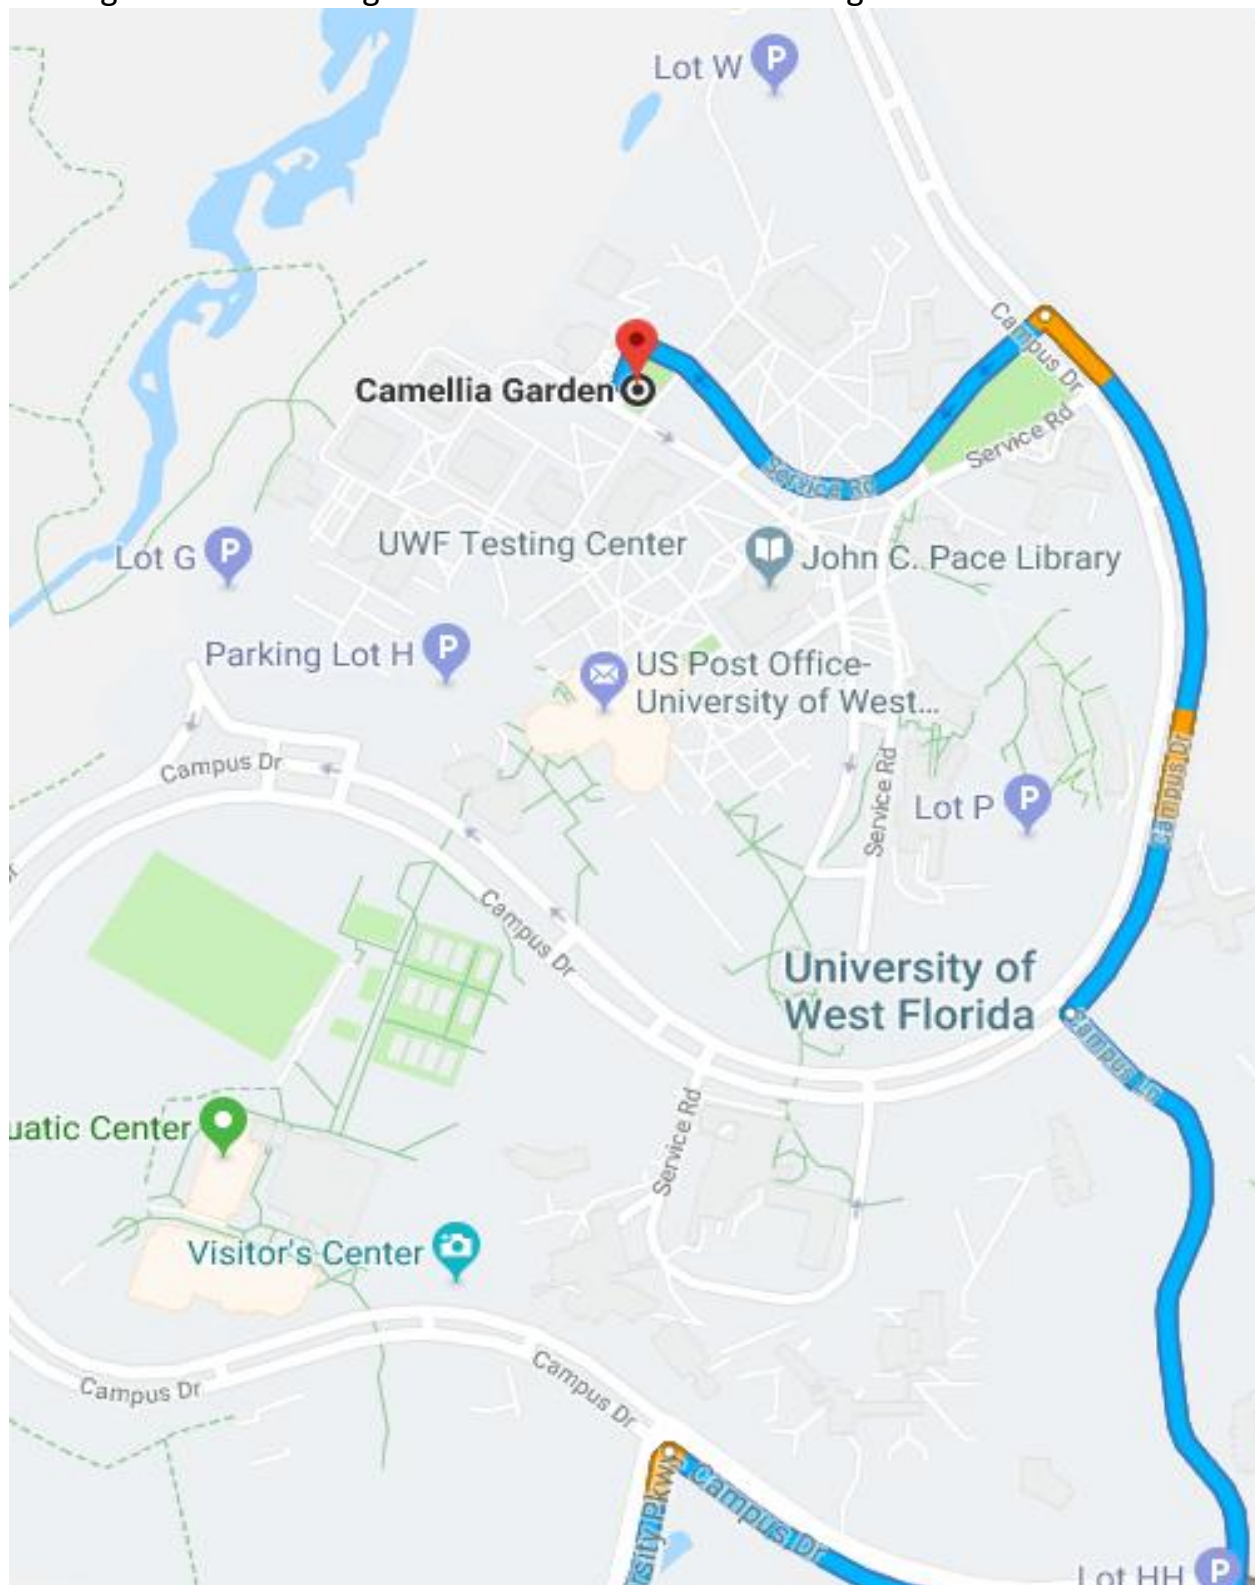 Lot W
Campus Dr
Camellia Garden
Service Rd
Service Rd
UWF Testing Center
John C. Pace Library
Lot G
Parking Lot H
US Post Office-
University of West...
Campus Dr
Campus Dr
Service Rd
Lot P
Campus Dr
University of
West Florida
Campus Ln
Service Rd
uatic Center
Visitor's Center
Campus Dr
Campus Dr
rsity Pkwy
Campus Dr
Lot HH